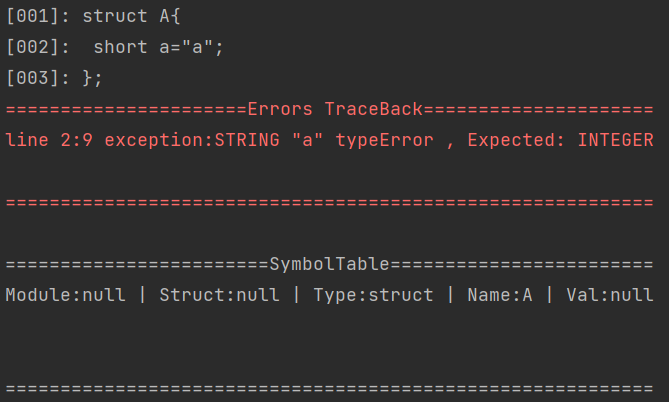 [001]: struct A{
[002]:  short a="a";
[003]: };
======================Errors TraceBack=====================
line 2:9 exception:STRING "a" typeError , Expected: INTEGER
===========================================================
========================SymbolTable========================
Module:null | Struct:null | Type:struct | Name:A | Val:null
===========================================================